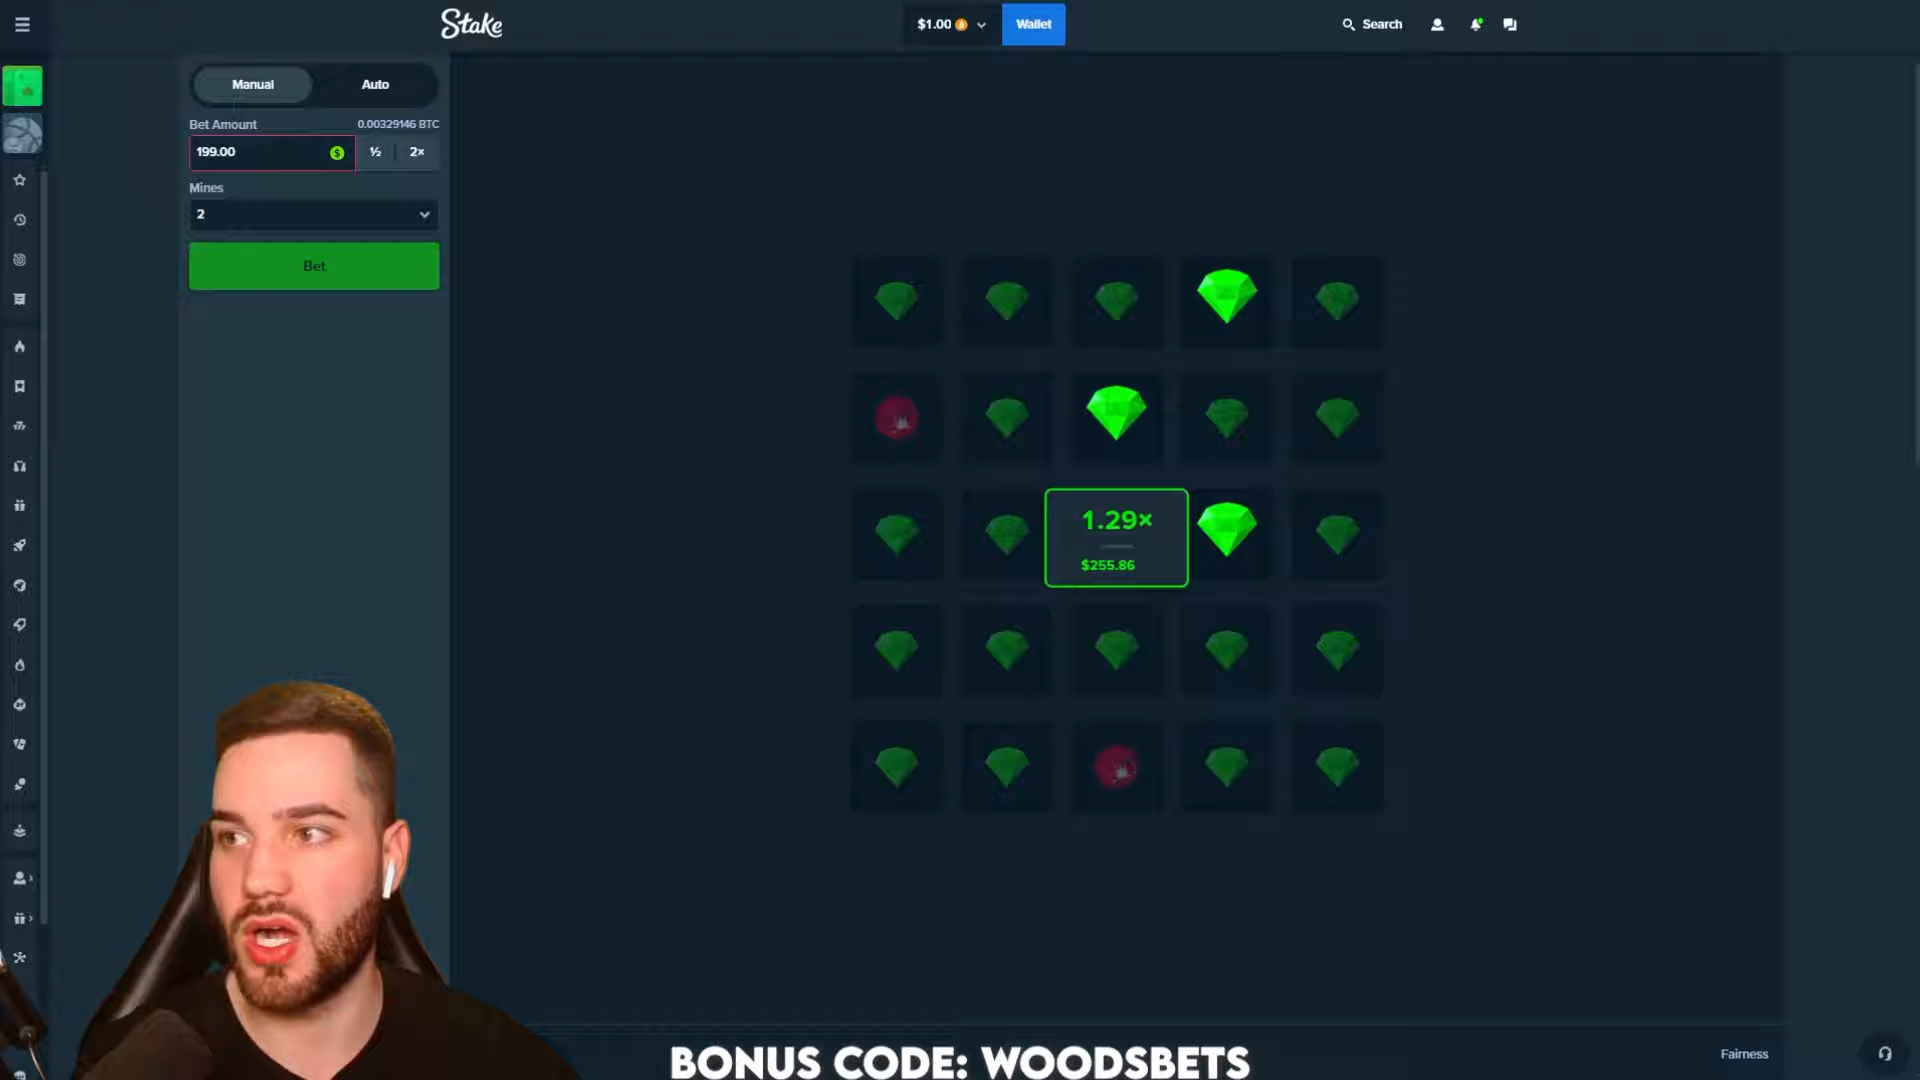 Stake
$1.00
Wallet
Search
Manual
Auto
Bet Amount
0.00329146 BTC
199.00
$
½
2×
Mines
2
Bet
1.29×
$255.86
BONUS CODE: WOODSBETS
Fairness